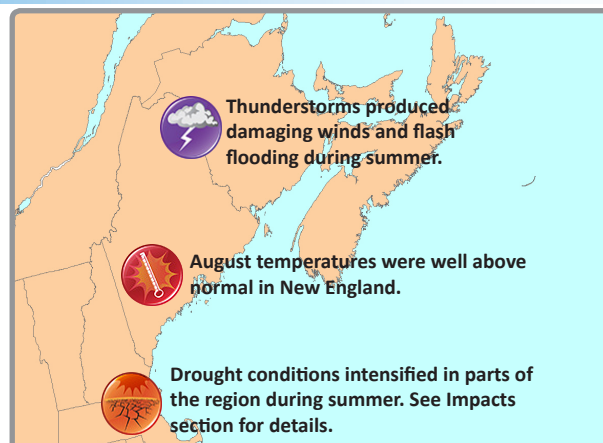 Thunderstorms produced
damaging winds and flash
flooding during summer.
August temperatures were well above
normal in New England.
Drought conditions intensified in parts of
the region during summer. See Impacts
section for details.